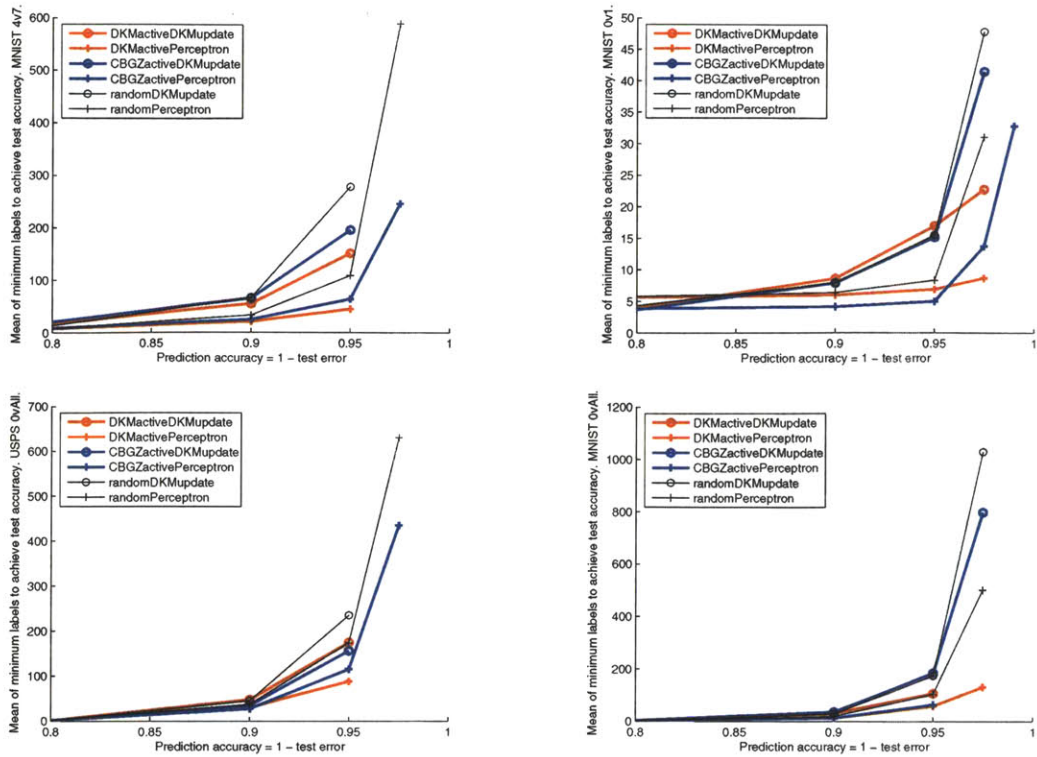 Mean of minimum labels to achieve test accuracy. MNIST 4v7.
600
500
400
300
200
100
0
DKMactiveDKMupdate
DKMactivePerceptron
CBGZactiveDKMupdate
CBGZactivePerceptron
randomDKMupdate
randomPerceptron
0.8
0.85
0.9
0.95
1
Prediction accuracy = 1 − test error
Mean of minimum labels to achieve test accuracy. MNIST 0v1.
50
45
40
35
30
25
20
15
10
5
0
DKMactiveDKMupdate
DKMactivePerceptron
CBGZactiveDKMupdate
CBGZactivePerceptron
randomDKMupdate
randomPerceptron
0.8
0.85
0.9
0.95
1
Prediction accuracy = 1 − test error
Mean of minimum labels to achieve test accuracy. USPS 0vAll.
700
600
500
400
300
200
100
0
DKMactiveDKMupdate
DKMactivePerceptron
CBGZactiveDKMupdate
CBGZactivePerceptron
randomDKMupdate
randomPerceptron
0.8
0.85
0.9
0.95
1
Prediction accuracy = 1 − test error
Mean of minimum labels to achieve test accuracy. MNIST 0vAll.
1200
1000
800
600
400
200
0
DKMactiveDKMupdate
DKMactivePerceptron
CBGZactiveDKMupdate
CBGZactivePerceptron
randomDKMupdate
randomPerceptron
0.8
0.85
0.9
0.95
1
Prediction accuracy = 1 − test error